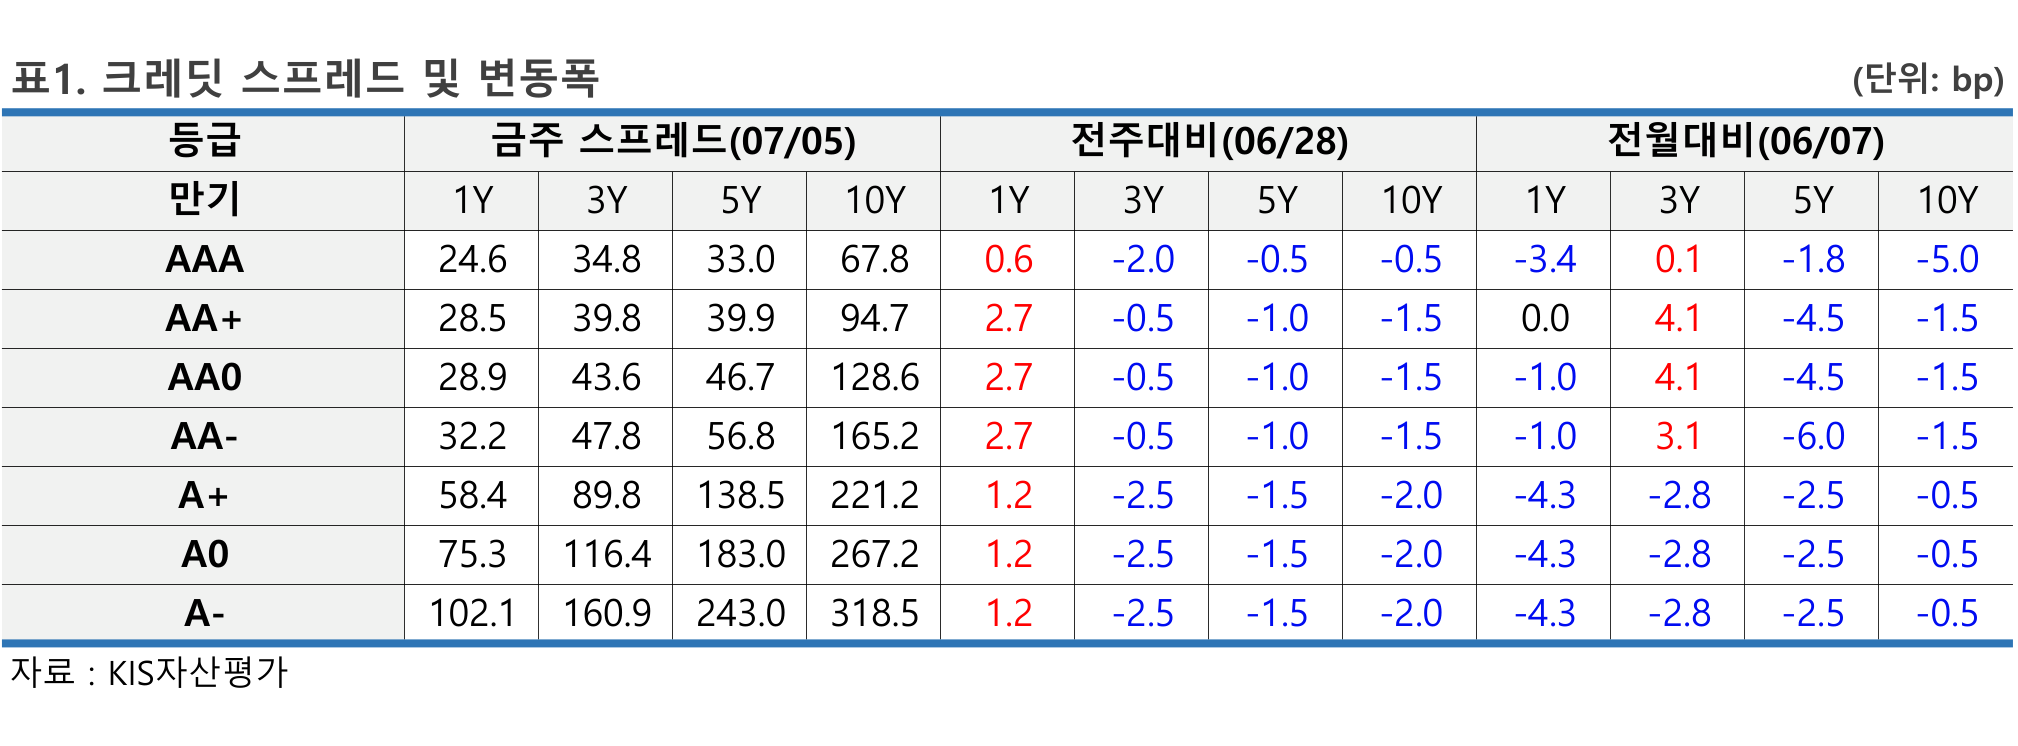 표1. 크레딧 스프레드 및 변동폭 (단위: bp)
등급 금주 스프레드(07/05) 전주대비(06/28) 전월대비(06/07)
만기 1Y 3Y 5Y 10Y 1Y 3Y 5Y 10Y 1Y 3Y 5Y 10Y
AAA 24.6 34.8 33.0 67.8 0.6 -2.0 -0.5 -0.5 -3.4 0.1 -1.8 -5.0
AA+ 28.5 39.8 39.9 94.7 2.7 -0.5 -1.0 -1.5 0.0 4.1 -4.5 -1.5
AA0 28.9 43.6 46.7 128.6 2.7 -0.5 -1.0 -1.5 -1.0 4.1 -4.5 -1.5
AA- 32.2 47.8 56.8 165.2 2.7 -0.5 -1.0 -1.5 -1.0 3.1 -6.0 -1.5
A+ 58.4 89.8 138.5 221.2 1.2 -2.5 -1.5 -2.0 -4.3 -2.8 -2.5 -0.5
A0 75.3 116.4 183.0 267.2 1.2 -2.5 -1.5 -2.0 -4.3 -2.8 -2.5 -0.5
A- 102.1 160.9 243.0 318.5 1.2 -2.5 -1.5 -2.0 -4.3 -2.8 -2.5 -0.5
자료 : KIS자산평가